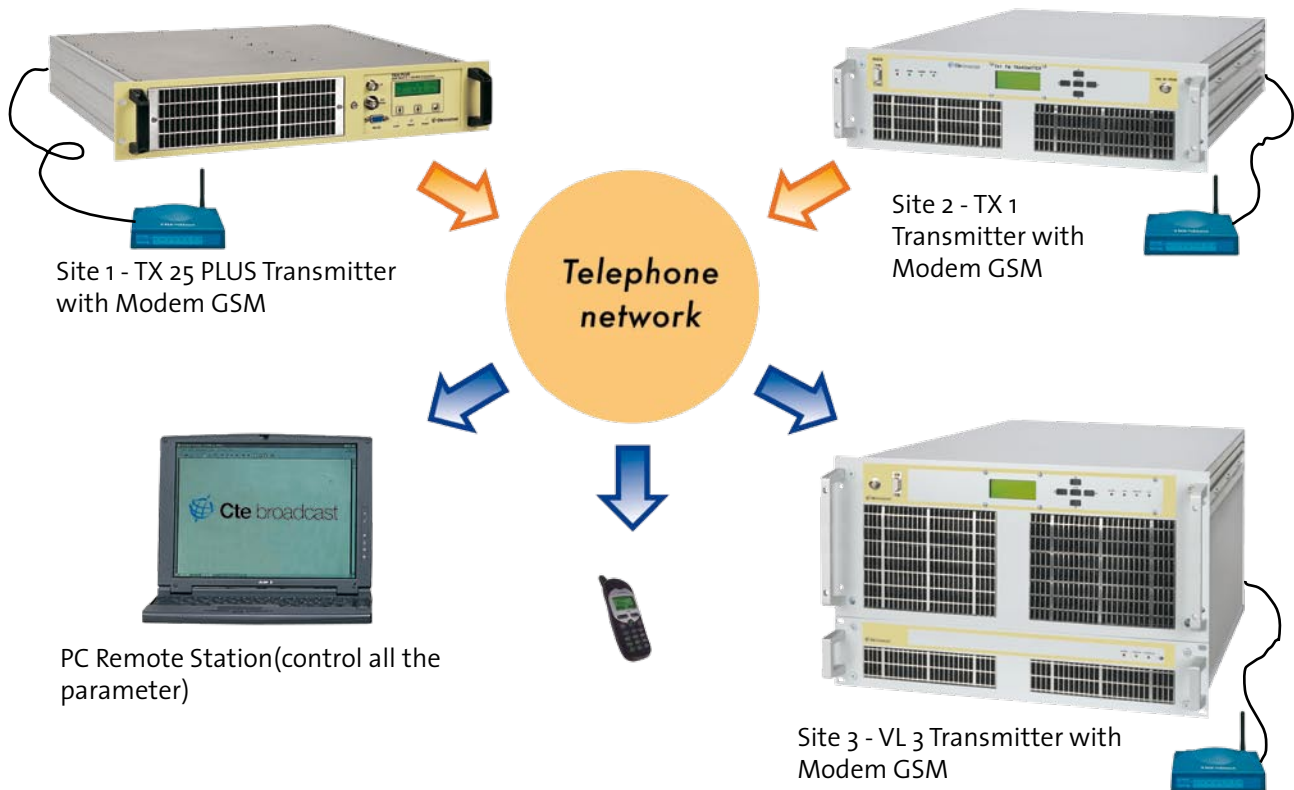 Site 1 - TX 25 PLUS Transmitter
with Modem GSM
Site 2 - TX 1
Transmitter with
Modem GSM
Telephone
network
Cte broadcast
PC Remote Station(control all the
parameter)
Site 3 - VL 3 Transmitter with
Modem GSM